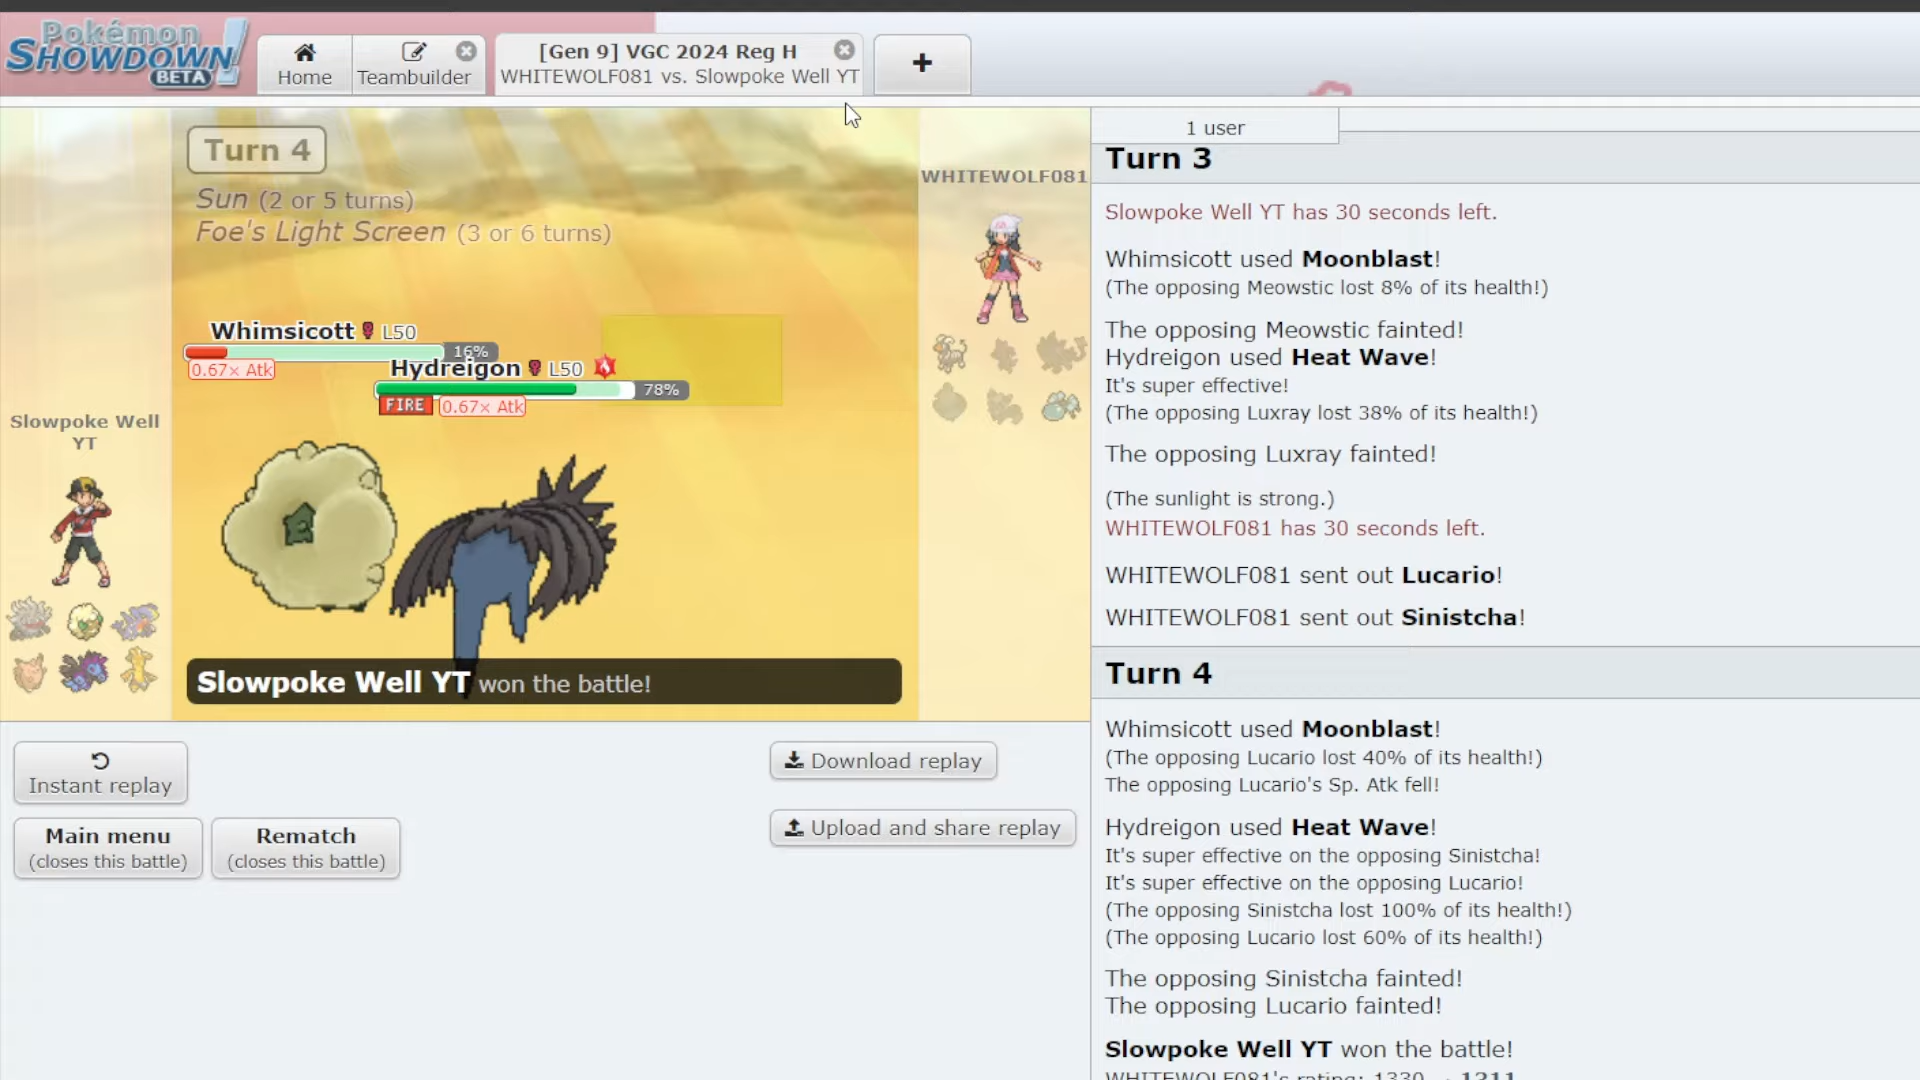 Pokémon
SHOWDOWN!
BETA
Home
Teambuilder
[Gen 9] VGC 2024 Reg H
WHITEWOLF081 vs. Slowpoke Well YT
+
Turn 4
Sun (2 or 5 turns)
Foe's Light Screen (3 or 6 turns)
WHITEWOLF081
Whimsicott L50
16%
0.67× Atk
Hydreigon L50
78%
FIRE 0.67× Atk
Slowpoke Well
YT
Slowpoke Well YT won the battle!
Instant replay
Main menu
(closes this battle)
Rematch
(closes this battle)
Download replay
Upload and share replay
1 user
Turn 3
Slowpoke Well YT has 30 seconds left.
Whimsicott used Moonblast!
(The opposing Meowstic lost 8% of its health!)
The opposing Meowstic fainted!
Hydreigon used Heat Wave!
It's super effective!
(The opposing Luxray lost 38% of its health!)
The opposing Luxray fainted!
(The sunlight is strong.)
WHITEWOLF081 has 30 seconds left.
WHITEWOLF081 sent out Lucario!
WHITEWOLF081 sent out Sinistcha!
Turn 4
Whimsicott used Moonblast!
(The opposing Lucario lost 40% of its health!)
The opposing Lucario's Sp. Atk fell!
Hydreigon used Heat Wave!
It's super effective on the opposing Sinistcha!
It's super effective on the opposing Lucario!
(The opposing Sinistcha lost 100% of its health!)
(The opposing Lucario lost 60% of its health!)
The opposing Sinistcha fainted!
The opposing Lucario fainted!
Slowpoke Well YT won the battle!
WHITEWOLF081's rating: 1330 → 1311